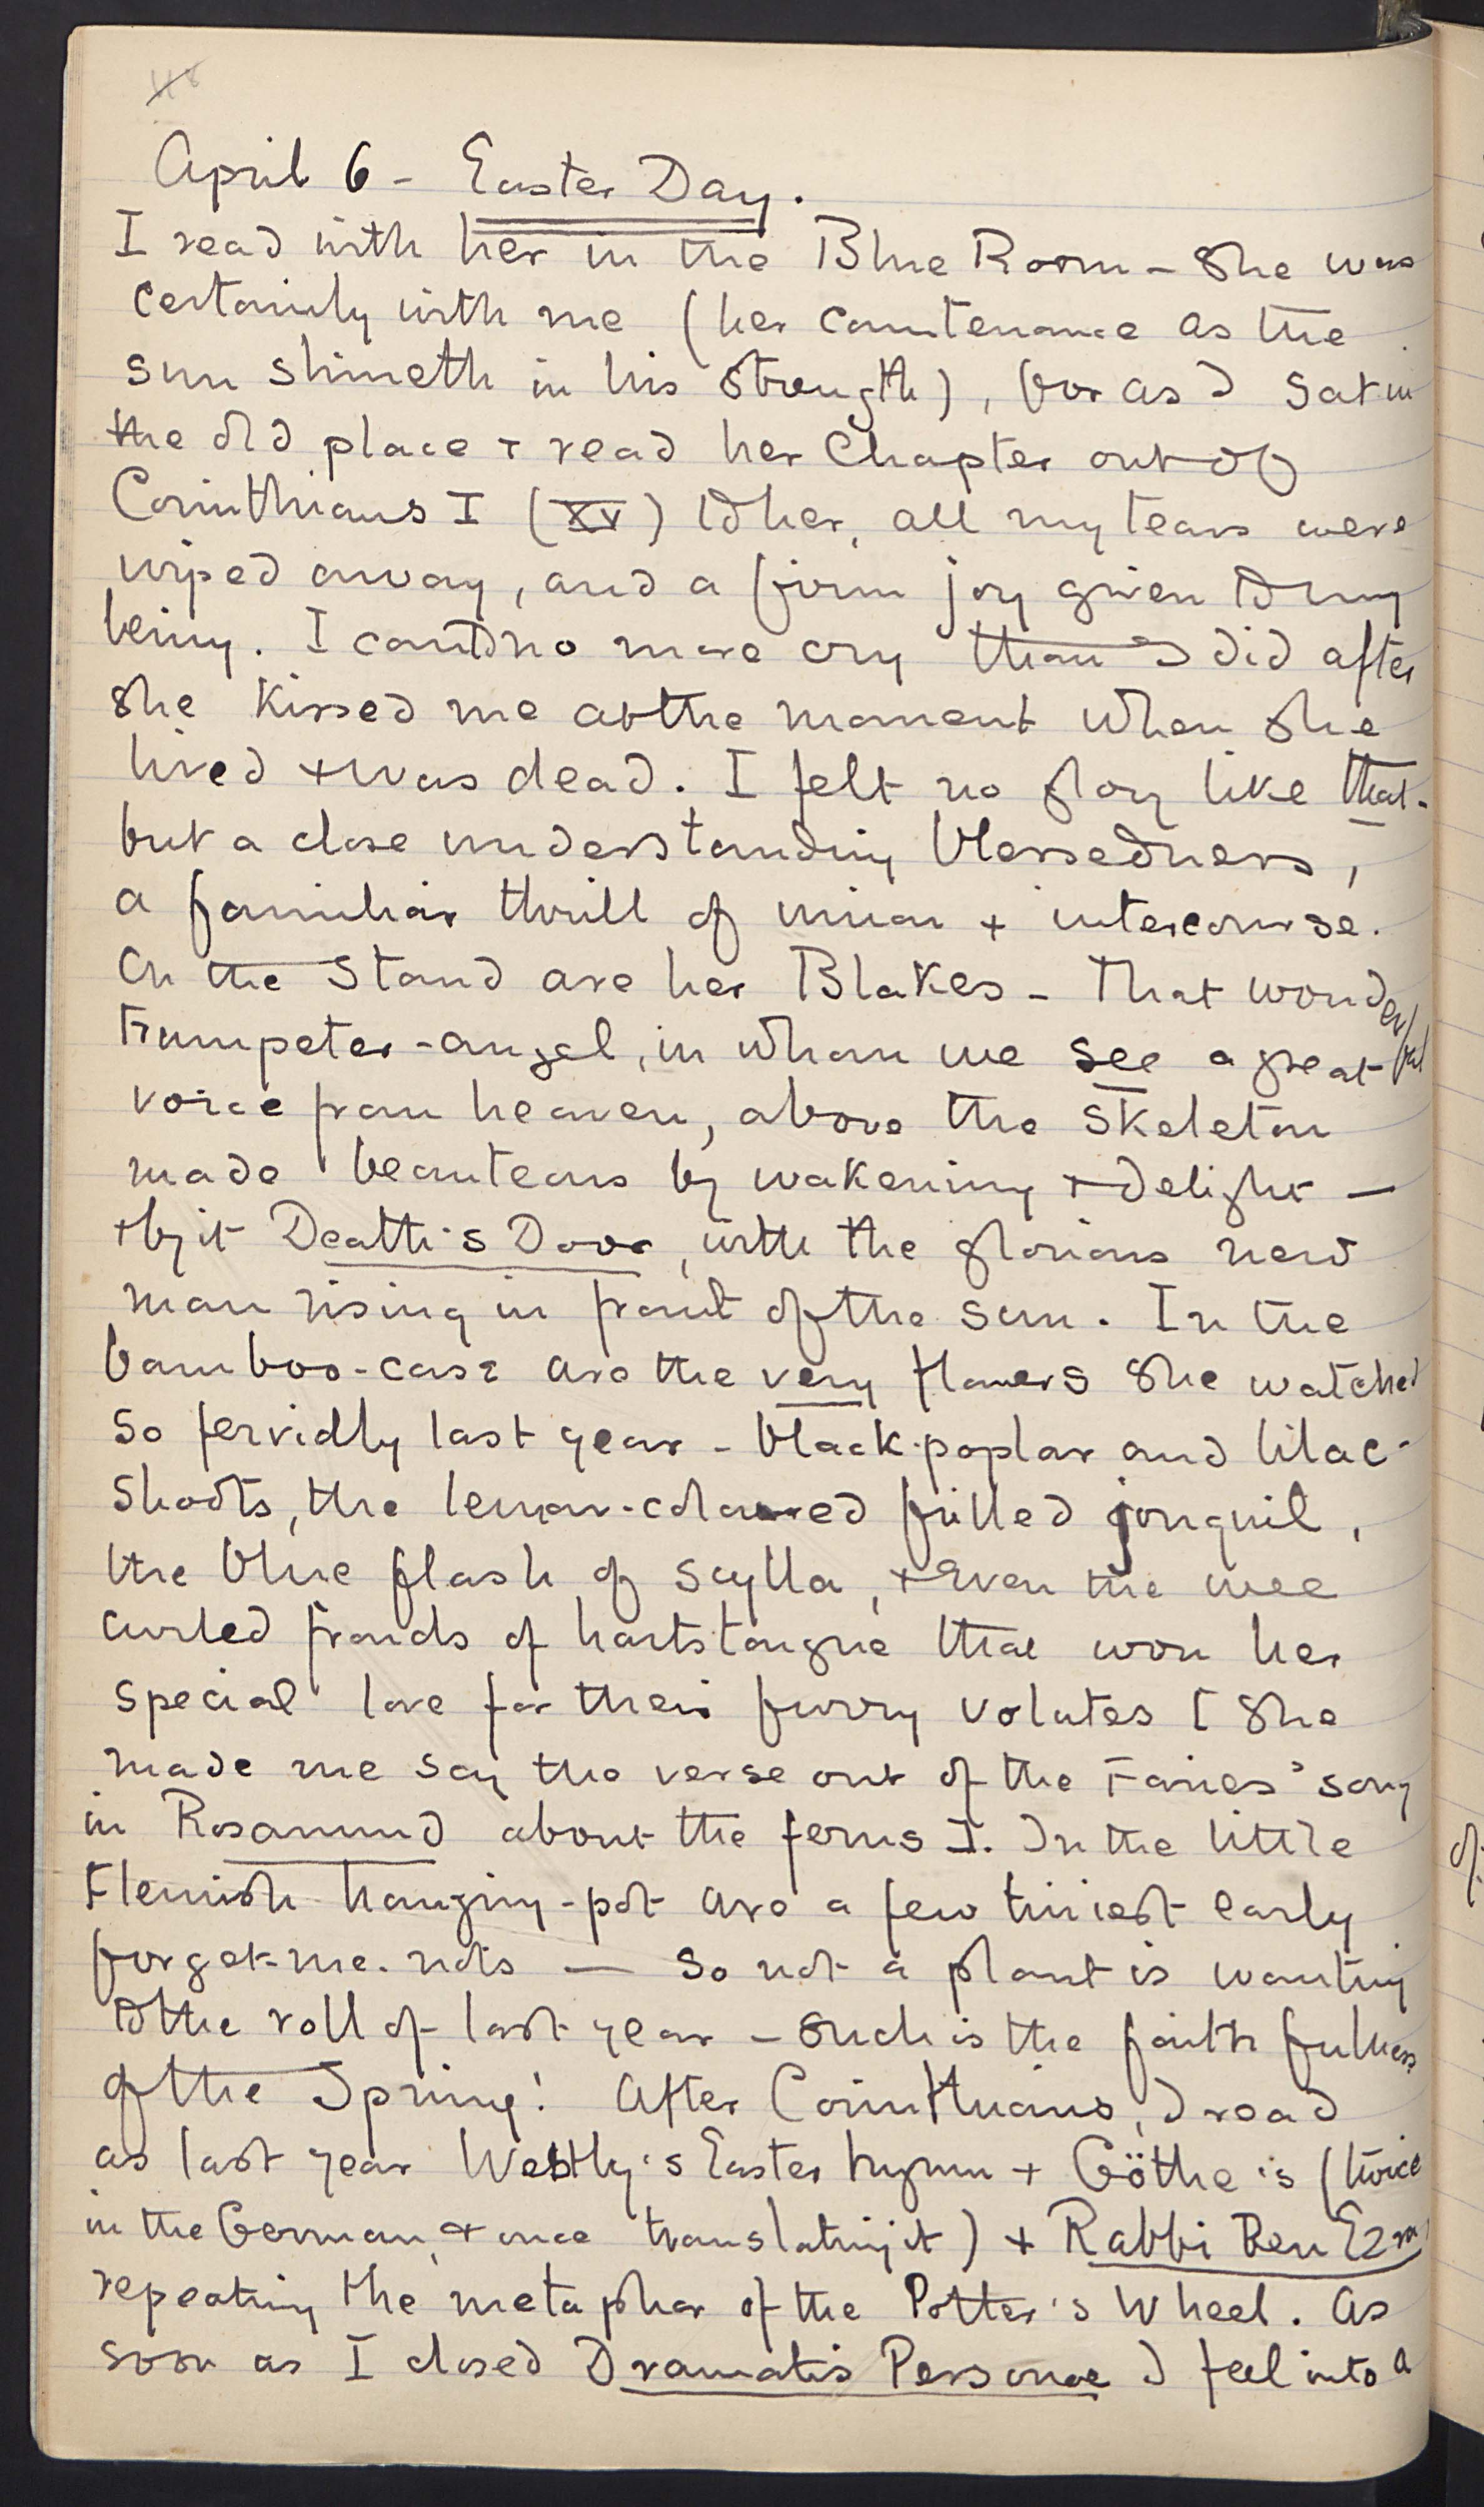 April 6 - Easter Day.
I read with her in the Blue Room - She was
certainly with me (her countenance as the
sun shineth in his strength), for as I sat in
the old place + read her Chapter out of
Corinthians I (XV) to her, all my tears were
wiped away, and a firm joy given to my
being. I could no more cry than I did after
she kissed me at the moment when she
lived + was dead. I felt no glory like that -
but a close understanding blessedness,
a familiar thrill of union + intercourse.
On the stand are her Blakes - That wonderful
trumpeter-angel, in whom we see a great
voice from heaven, above the skeleton
made beauteous by wakening + delight -
+ by it Death's Door, with the glorious new
man rising in front of the sun. In the
bamboo-case are the very flowers she watched
so fervidly last year - black-poplar and lilac-
shoots, the lemon-coloured frilled jonquil,
the blue flash of scylla, + even the wee
curled fronds of hartstongue that won her
special love for their furry volutes [She
made me say the verse out of the Fairies' song
in Rosamund about the ferns]. In the little
Flemish hanging-pot are a few tiniest early
forget-me-nots — So not a plant is wanting
to the roll of last year - Such is the faithfulness
of the Spring! After Corinthians, I read
as last year Westly's Easter hymn + Göthe's (twice
in the German, + once translating it) + Rabbi Ben Ezra,
repeating the metaphor of the Potter's Wheel. As
soon as I closed Dramatis Personae I feel into a